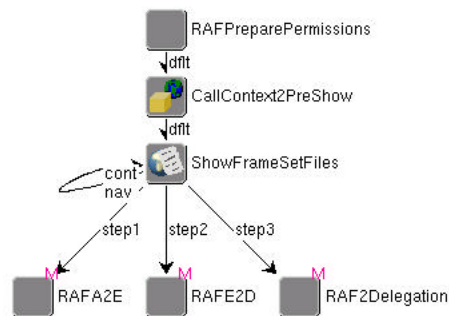 RAFPreparePermissions
dflt
CallContext2PreShow
dflt
ShowFrameSetFiles
cont
nav
step1
step2
step3
M
M
M
RAFA2E
RAFE2D
RAF2Delegation